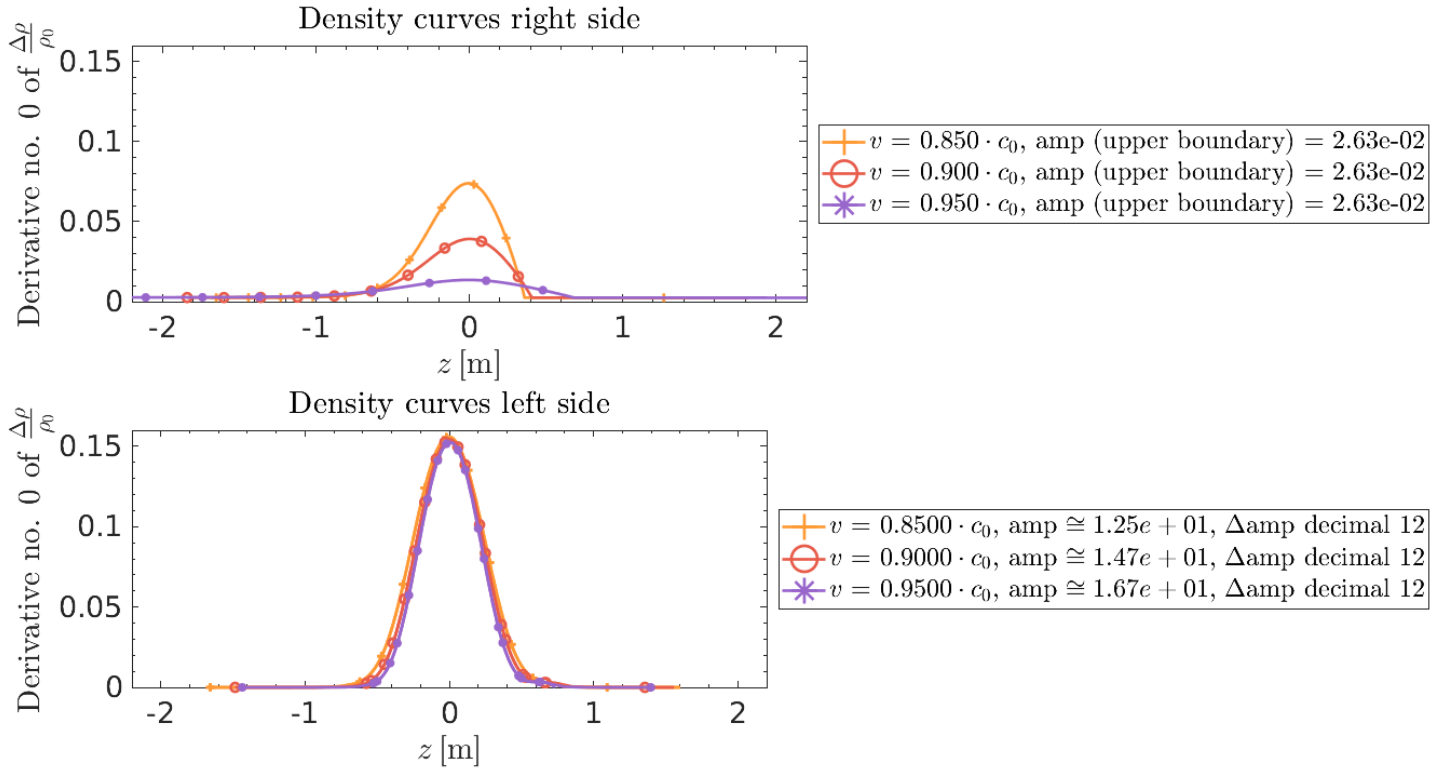 Density curves right side
Derivative no. 0 of Δρ/ρ₀
0.15
0.1
0.05
0
-2 -1 0 1 2
z [m]
v = 0.850 · c₀, amp (upper boundary) = 2.63e-02
v = 0.900 · c₀, amp (upper boundary) = 2.63e-02
v = 0.950 · c₀, amp (upper boundary) = 2.63e-02
Density curves left side
Derivative no. 0 of Δρ/ρ₀
0.15
0.1
0.05
0
-2 -1 0 1 2
z [m]
v = 0.8500 · c₀, amp ≅ 1.25e + 01, Δamp decimal 12
v = 0.9000 · c₀, amp ≅ 1.47e + 01, Δamp decimal 12
v = 0.9500 · c₀, amp ≅ 1.67e + 01, Δamp decimal 12